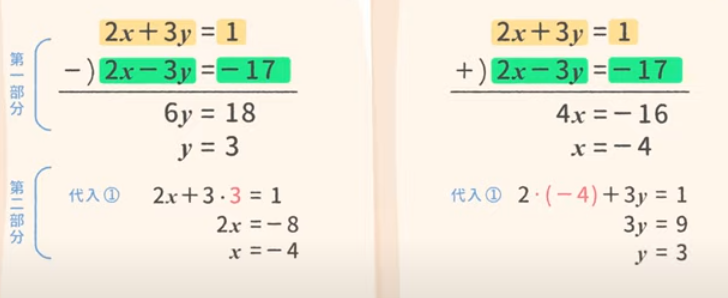 第一部分
2x+3y = 1
−) 2x−3y = −17
6y = 18
y = 3
第二部分
代入① 2x+3·3 = 1
2x = −8
x = −4
2x+3y = 1
+) 2x−3y = −17
4x = −16
x = −4
代入① 2·(−4)+3y = 1
3y = 9
y = 3